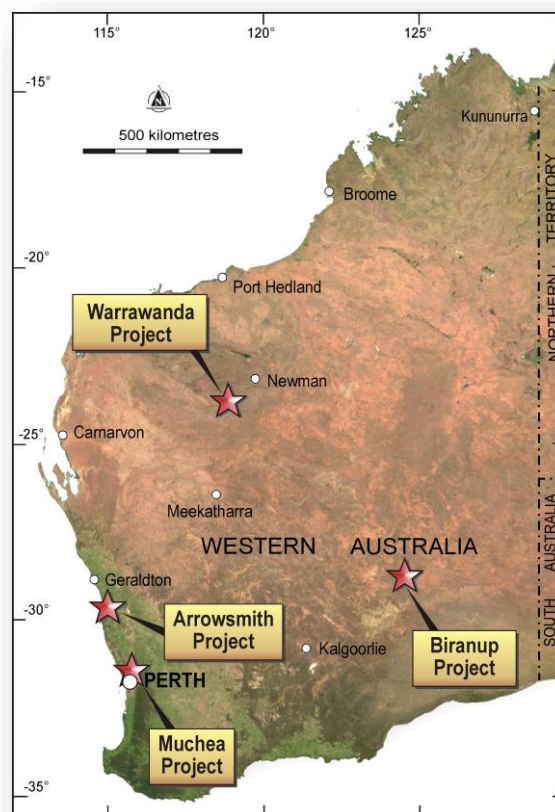 115°
120°
125°
-15°
500 kilometres
Kununurra
Broome
NORTHERN TERRITORY
-20°
Port Hedland
Warrawanda
Project
Newman
-25°
Carnarvon
Meekatharra
WESTERN AUSTRALIA
SOUTH AUSTRALIA
Geraldton
-30°
Arrowsmith
Project
Biranup
Project
Kalgoorlie
PERTH
Muchea
Project
-35°